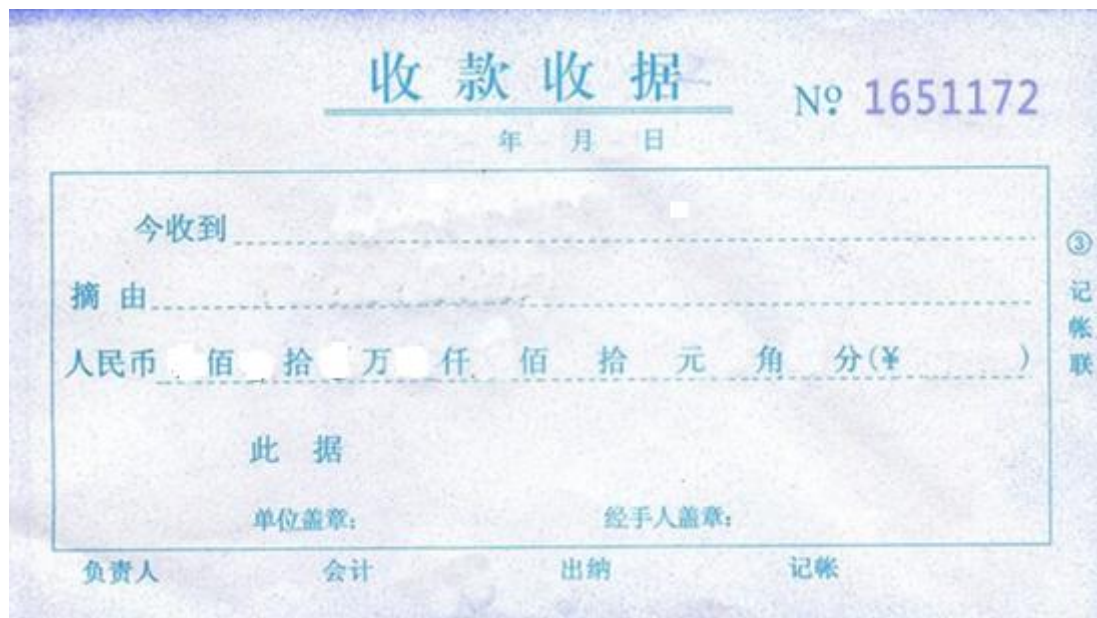 收款收据
№ 1651172
年 月 日
今收到
摘由
人民币 佰 拾 万 仟 佰 拾 元 角 分(¥ )
此据
单位盖章:
经手人盖章:
负责人 会计 出纳 记帐
③记帐联